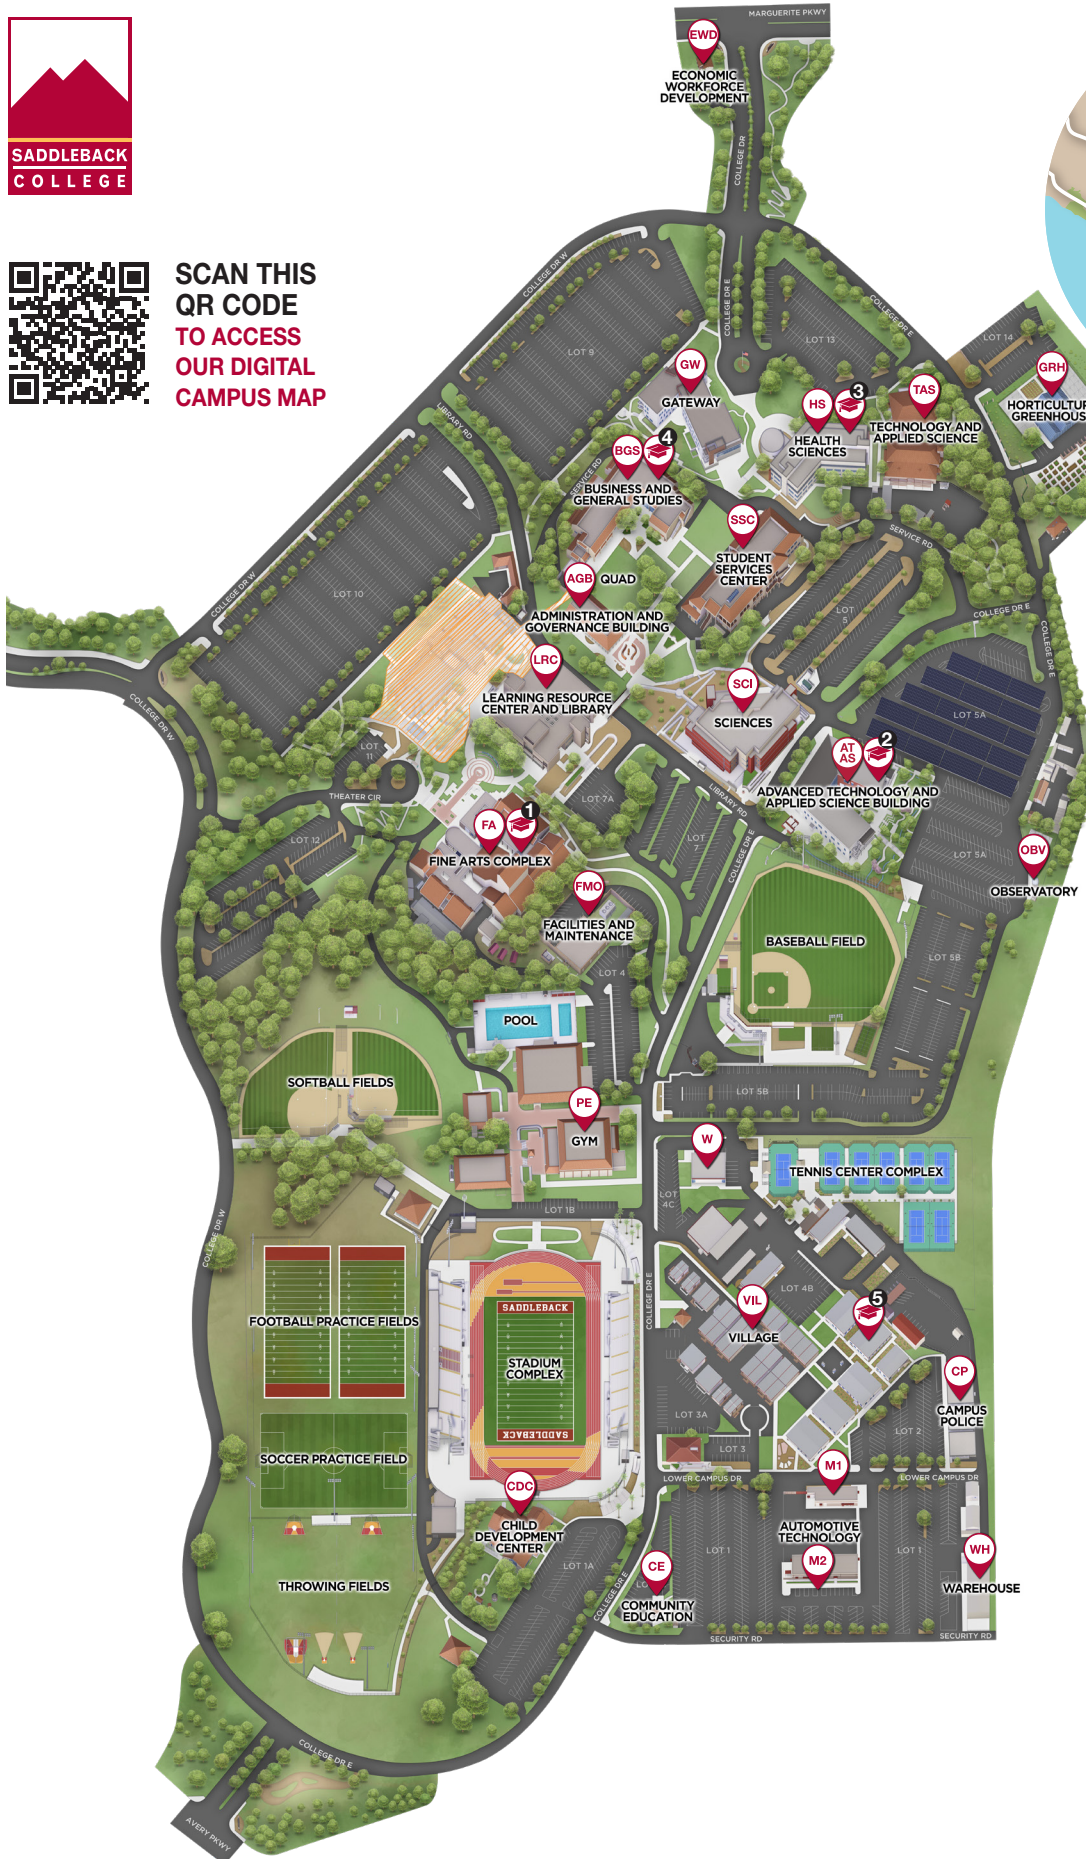 SADDLEBACK
COLLEGE
SCAN THIS
QR CODE
TO ACCESS
OUR DIGITAL
CAMPUS MAP
MARGUERITE PKWY
EWD
ECONOMIC
WORKFORCE
DEVELOPMENT
COLLEGE DR
COLLEGE DR W
COLLEGE DR E
COLLEGE DR E
LOT 9
LOT 13
LOT 14
GW
GATEWAY
HS
3
HEALTH
SCIENCES
TAS
TECHNOLOGY AND
APPLIED SCIENCE
GRH
LIBRARY RD
BGS
4
SERVICE RD
BUSINESS AND
GENERAL STUDIES
SSC
STUDENT
SERVICES
CENTER
SERVICE RD
AGB
QUAD
ADMINISTRATION AND
GOVERNANCE BUILDING
COLLEGE DR W
LOT 10
LOT
5
COLLEGE DR E
COLLEGE DR E
LRC
LEARNING RESOURCE
CENTER AND LIBRARY
SCI
SCIENCES
COLLEGE DR W
LOT 5A
LOT
11
AT
AS
2
ADVANCED TECHNOLOGY AND
APPLIED SCIENCE BUILDING
THEATER CIR
LOT 7A
LIBRARY RD
FA
1
FINE ARTS COMPLEX
LOT 12
LOT
7
COLLEGE DR E
LOT 5A
OBV
OBSERVATORY
FMO
FACILITIES AND
MAINTENANCE
BASEBALL FIELD
LOT 5B
LOT 4
POOL
SOFTBALL FIELDS
LOT 5B
PE
GYM
W
TENNIS CENTER COMPLEX
LOT
4C
LOT 1B
COLLEGE DR W
COLLEGE DR E
LOT 4B
SADDLEBACK
VIL
VILLAGE
5
FOOTBALL PRACTICE FIELDS
STADIUM
COMPLEX
CP
CAMPUS
POLICE
LOT 3A
LOT 2
SADDLEBACK
LOT 3
SOCCER PRACTICE FIELD
M1
LOWER CAMPUS DR
LOWER CAMPUS DR
CDC
CHILD
DEVELOPMENT
CENTER
AUTOMOTIVE
TECHNOLOGY
LOT 1
LOT 1
M2
WH
WAREHOUSE
LOT 1A
CE
COMMUNITY
EDUCATION
COLLEGE DR E
THROWING FIELDS
SECURITY RD
SECURITY RD
COLLEGE DR E
AVERY PKWY